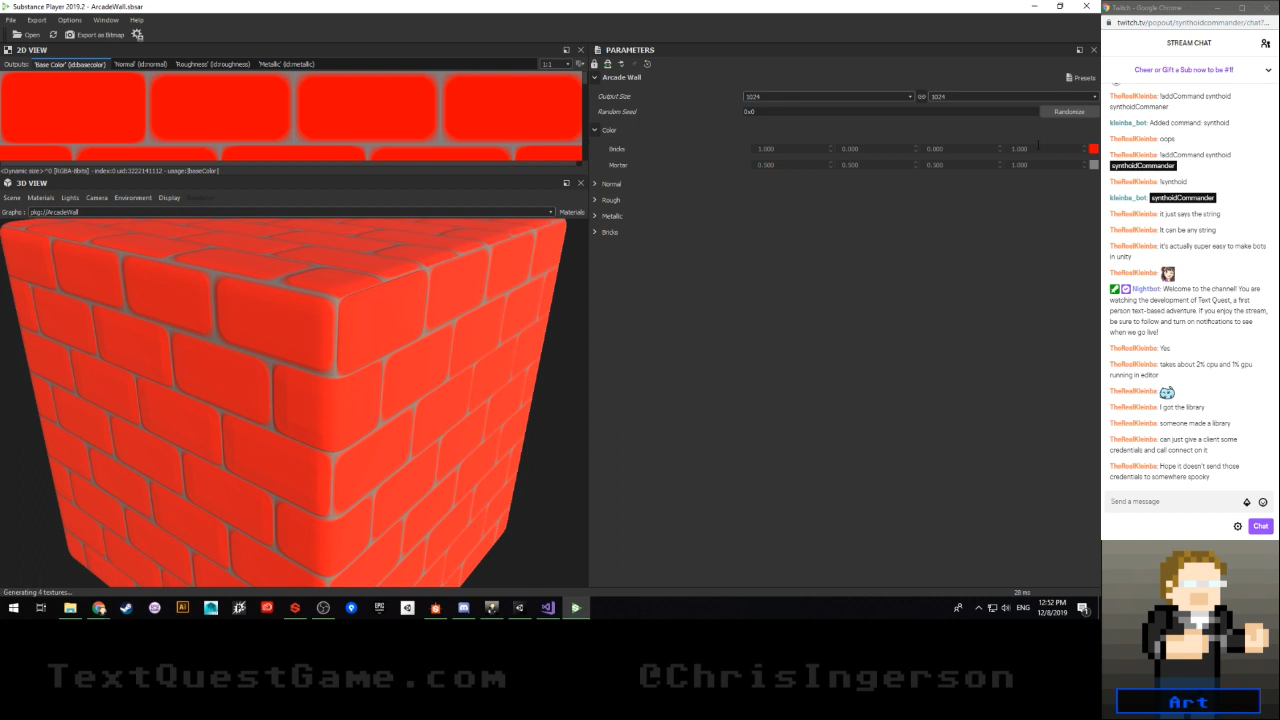 Substance Player 2019.2 - ArcadeWall.sbsar
File Export Options Window Help
Open Export as Bitmap
2D VIEW
Outputs: 'Base Color' (id:basecolor) 'Normal' (id:normal) 'Roughness' (id:roughness) 'Metallic' (id:metallic) 1:1
3D VIEW
Scene Materials Lights Camera Environment Display
Graphs : pkg://ArcadeWall Materials
Generating 4 textures... 28 ms
PARAMETERS
Arcade Wall Presets
Output Size 1024 1024
Random Seed 0x0 Randomize
Color
Bricks 1.000 0.000 0.000 1.000
Mortar 0.500 0.500 0.500 1.000
Normal
Rough
Metallic
Bricks
Twitch - Google Chrome
twitch.tv/popout/synthoidcommander/chat?...
STREAM CHAT
Cheer or Gift a Sub now to be #1!
TheRealKleinba: !addCommand synthoid
synthoidCommaner
kleinba_bot: Added command: synthoid
TheRealKleinba: oops
TheRealKleinba: !addCommand synthoid
synthoidCommander
TheRealKleinba: !synthoid
kleinba_bot: synthoidCommander
TheRealKleinba: it just says the string
TheRealKleinba: It can be any string
TheRealKleinba: it's actually super easy to make bots
in unity
TheRealKleinba:
Nightbot: Welcome to the channel! You are
watching the development of Text Quest, a first
person text-based adventure. If you enjoy the stream,
be sure to follow and turn on notifications to see
when we go live!
TheRealKleinba: Yes
TheRealKleinba: takes about 2% cpu and 1% gpu
running in editor
TheRealKleinba:
TheRealKleinba: I got the library
TheRealKleinba: someone made a library
TheRealKleinba: can just give a client some
credentials and call connect on it
TheRealKleinba: Hope it doesn't send those
credentials to somewhere spooky
Send a message
Chat
ENG 12:52 PM
12/8/2019
TextQuestGame.com @ChrisIngerson
Art